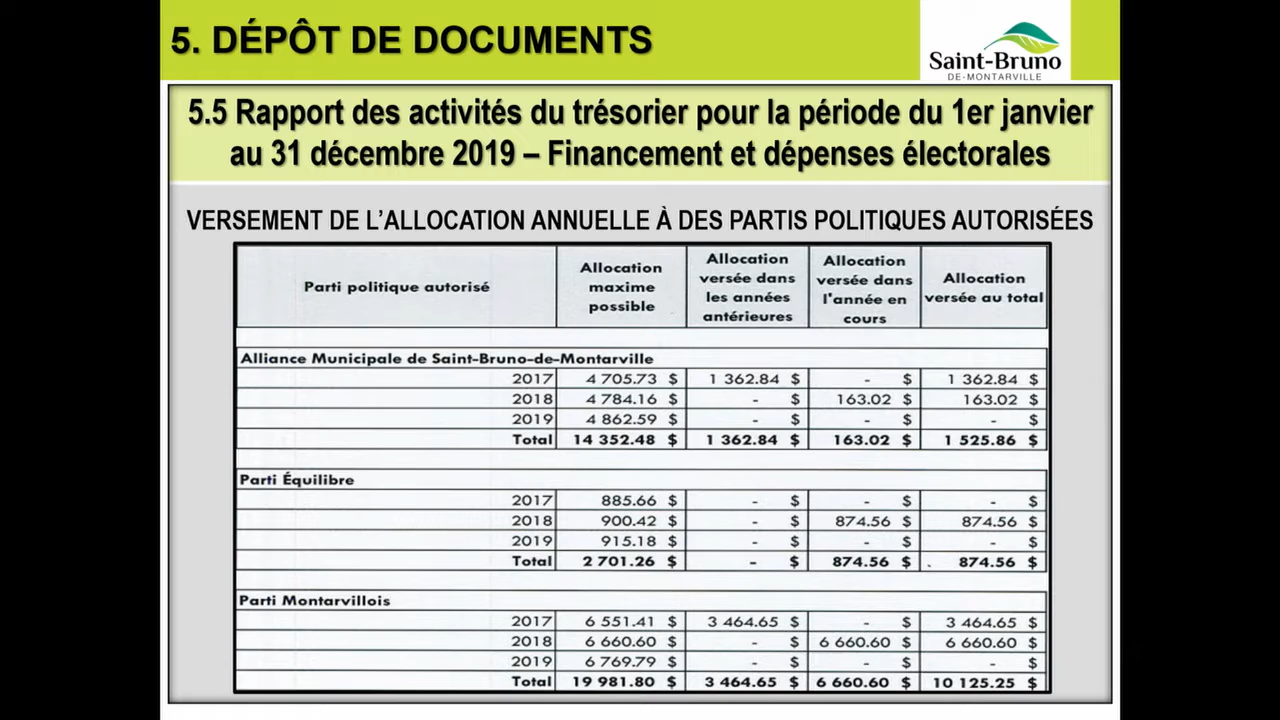 5. DÉPÔT DE DOCUMENTS
Saint-Bruno
DE-MONTARVILLE
5.5 Rapport des activités du trésorier pour la période du 1er janvier
au 31 décembre 2019 – Financement et dépenses électorales
VERSEMENT DE L'ALLOCATION ANNUELLE À DES PARTIS POLITIQUES AUTORISÉES
Parti politique autorisé
Allocation
maxime
possible
Allocation
versée dans
les années
antérieures
Allocation
versée dans
l'année en
cours
Allocation
versée au total
Alliance Municipale de Saint-Bruno-de-Montarville
2017 4 705.73 $ 1 362.84 $ - $ 1 362.84 $
2018 4 784.16 $ - $ 163.02 $ 163.02 $
2019 4 862.59 $ - $ - $ - $
Total 14 352.48 $ 1 362.84 $ 163.02 $ 1 525.86 $
Parti Équilibre
2017 885.66 $ - $ - $ - $
2018 900.42 $ - $ 874.56 $ 874.56 $
2019 915.18 $ - $ - $ - $
Total 2 701.26 $ - $ 874.56 $ 874.56 $
Parti Montarvillois
2017 6 551.41 $ 3 464.65 $ - $ 3 464.65 $
2018 6 660.60 $ - $ 6 660.60 $ 6 660.60 $
2019 6 769.79 $ - $ - $ - $
Total 19 981.80 $ 3 464.65 $ 6 660.60 $ 10 125.25 $